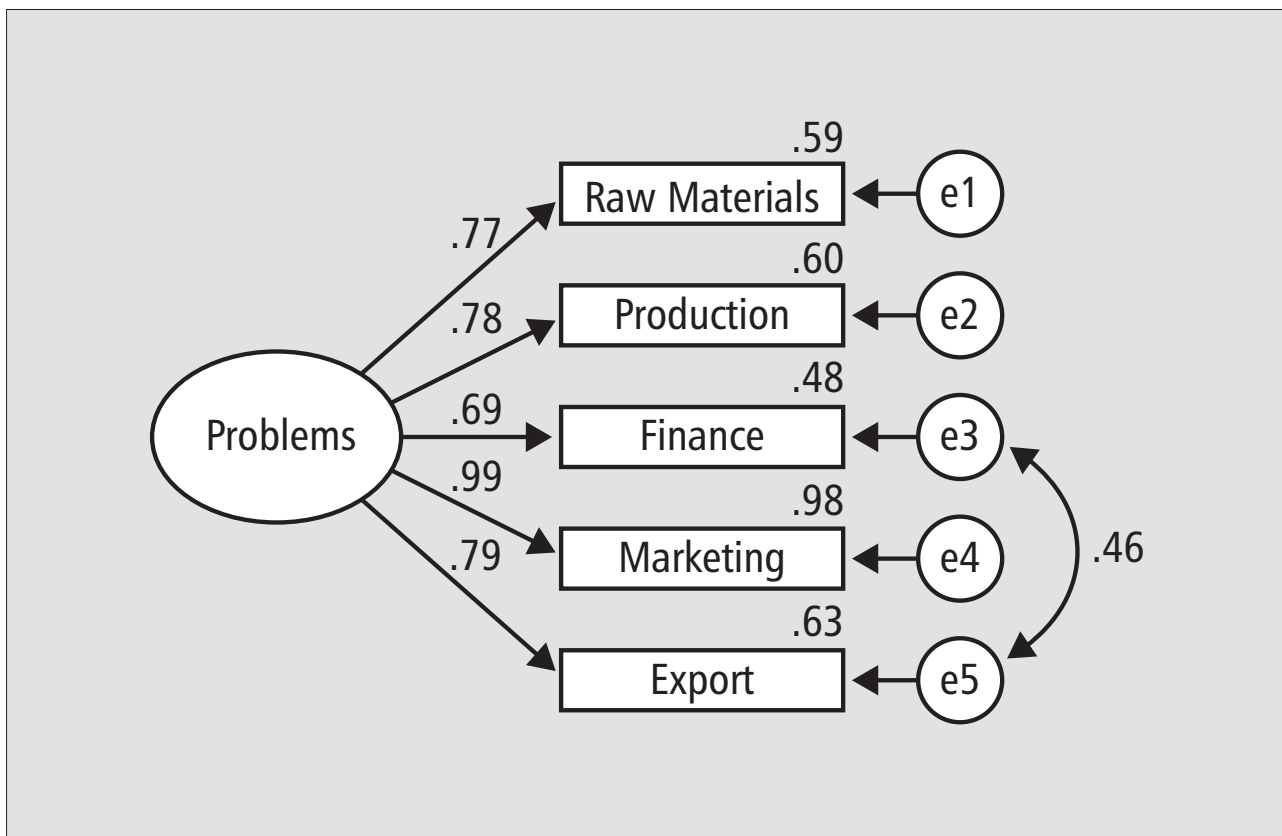 .59
Raw Materials
e1
.77
.60
Production
e2
.78
.48
Finance
e3
.69
Problems
.99
.98
Marketing
e4
.46
.79
.63
Export
e5